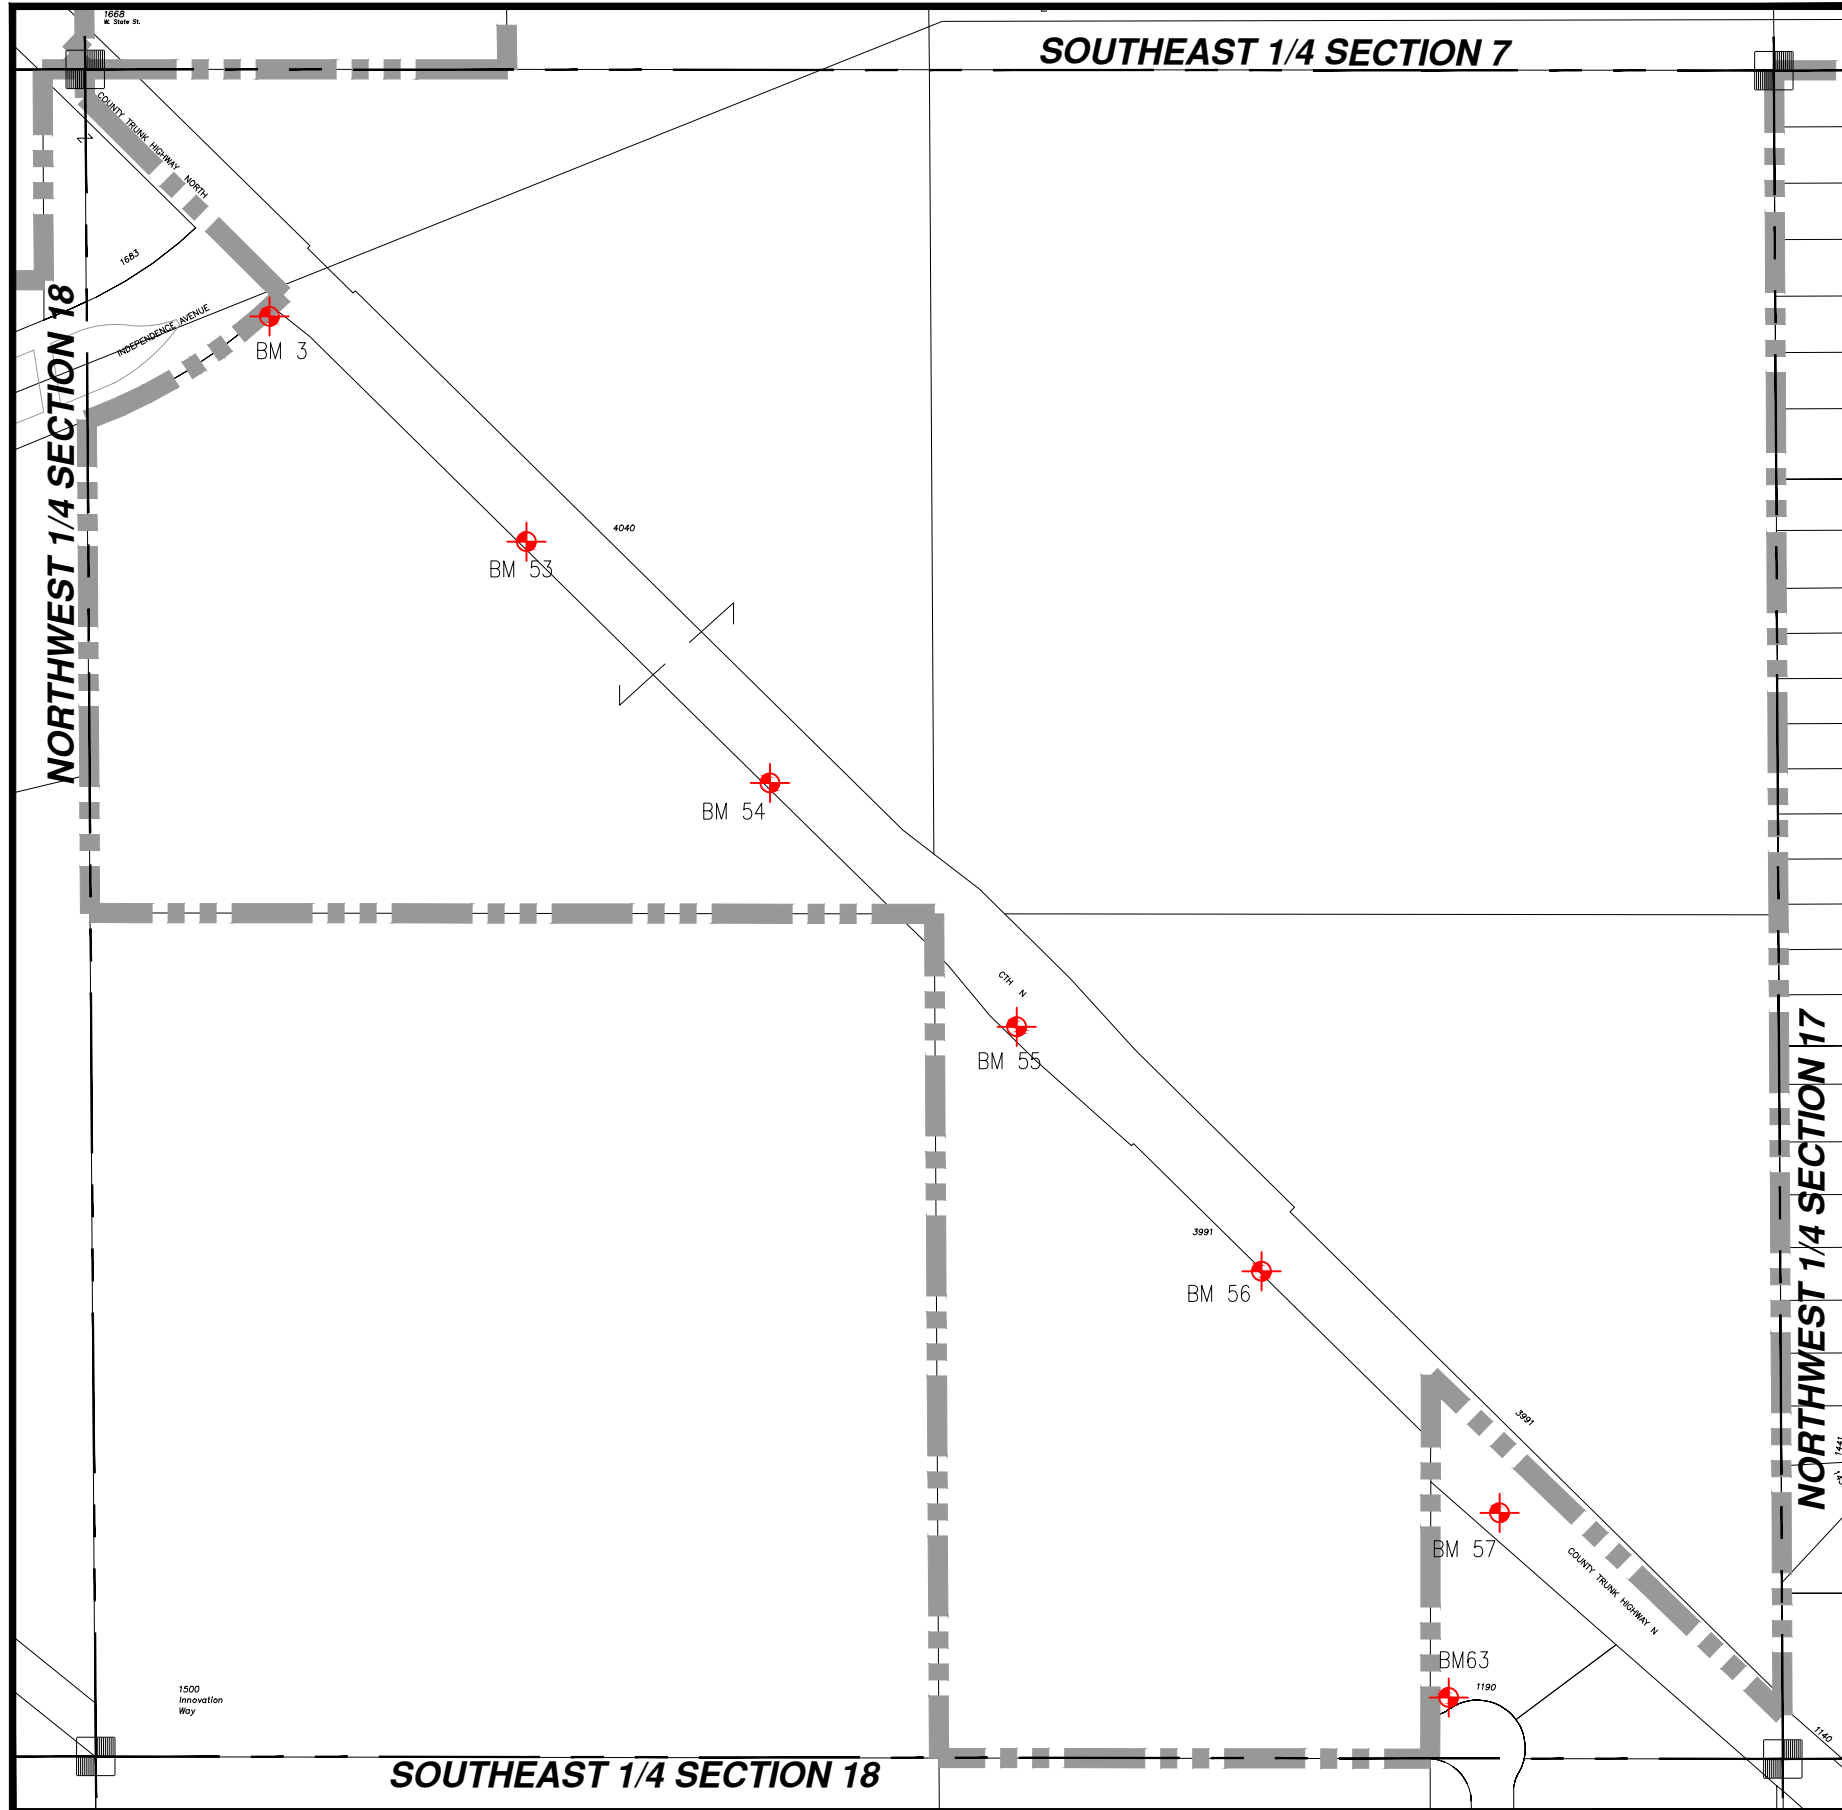 1668
W. State St.
SOUTHEAST 1/4 SECTION 7
COUNTY TRUNK HIGHWAY NORTH
1683
INDEPENDENCE AVENUE
NORTHWEST 1/4 SECTION 18
BM 3
4040
BM 53
BM 54
CTH N
BM 55
NORTHWEST 1/4 SECTION 17
3991
BM 56
3991
1441
BM 57
COUNTY TRUNK HIGHWAY N
BM63
1190
1500
Innovation
Way
1140
SOUTHEAST 1/4 SECTION 18